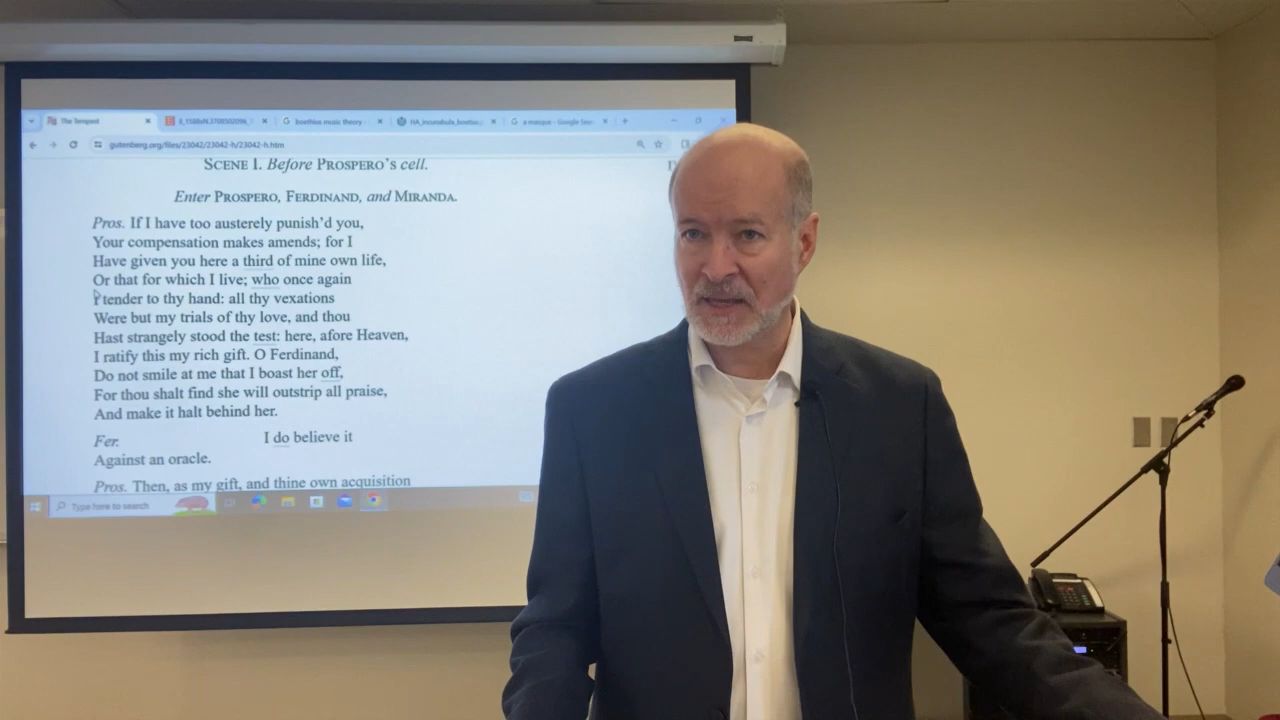 The Tempest
boethius music theory -
a masque - Google Sear
gutenberg.org/files/23042/23042-h/23042-h.htm
SCENE I. Before PROSPERO'S cell.
Enter PROSPERO, FERDINAND, and MIRANDA.
Pros. If I have too austerely punish'd you,
Your compensation makes amends; for I
Have given you here a third of mine own life,
Or that for which I live; who once again
I tender to thy hand: all thy vexations
Were but my trials of thy love, and thou
Hast strangely stood the test: here, afore Heaven,
I ratify this my rich gift. O Ferdinand,
Do not smile at me that I boast her off,
For thou shalt find she will outstrip all praise,
And make it halt behind her.
Fer. I do believe it
Against an oracle.
Pros. Then, as my gift, and thine own acquisition
Type here to search